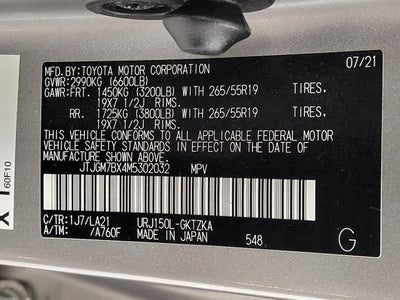 MFD. BY: TOYOTA MOTOR CORPORATION 07/21
GVWR: 2990KG (6600LB)
GAWR: FRT. 1450KG (3200LB) WITH 265/55R19 TIRES.
19X7 1/2J RIMS.
RR. 1725KG (3800LB) WITH 265/55R19 TIRES.
19X7 1/2J RIMS.
THIS VEHICLE CONFORMS TO ALL APPLICABLE FEDERAL MOTOR
VEHICLE SAFETY STANDARDS IN EFFECT ON THE DATE OF
MANUFACTURE SHOWN ABOVE.
JTJGM7BX4M5302032 MPV
C/TR: 1J7/LA21 URJ150L-GKTZKA
A/TM: /A760F MADE IN JAPAN 548 G
X 1
60F10